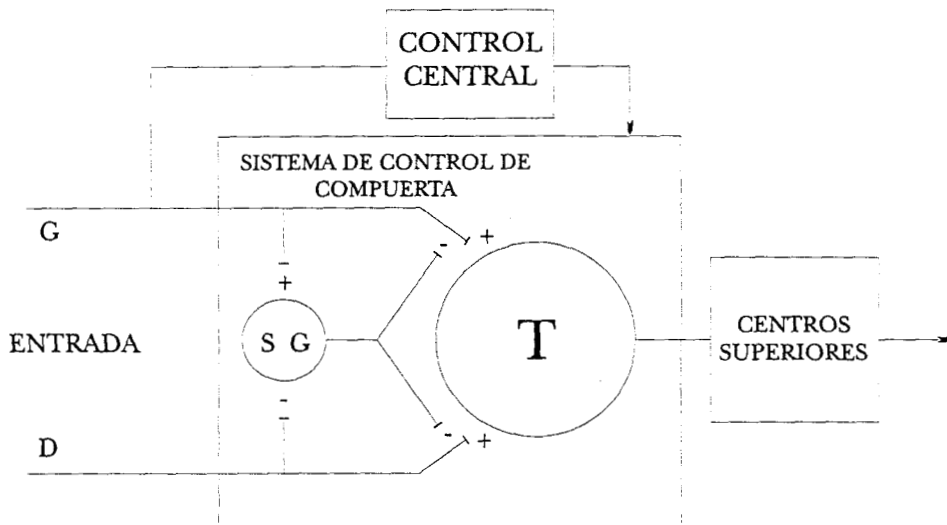 CONTROL
CENTRAL
SISTEMA DE CONTROL DE
COMPUERTA
G
- +
+
-
ENTRADA
S G
T
CENTROS
SUPERIORES
-
D
- +